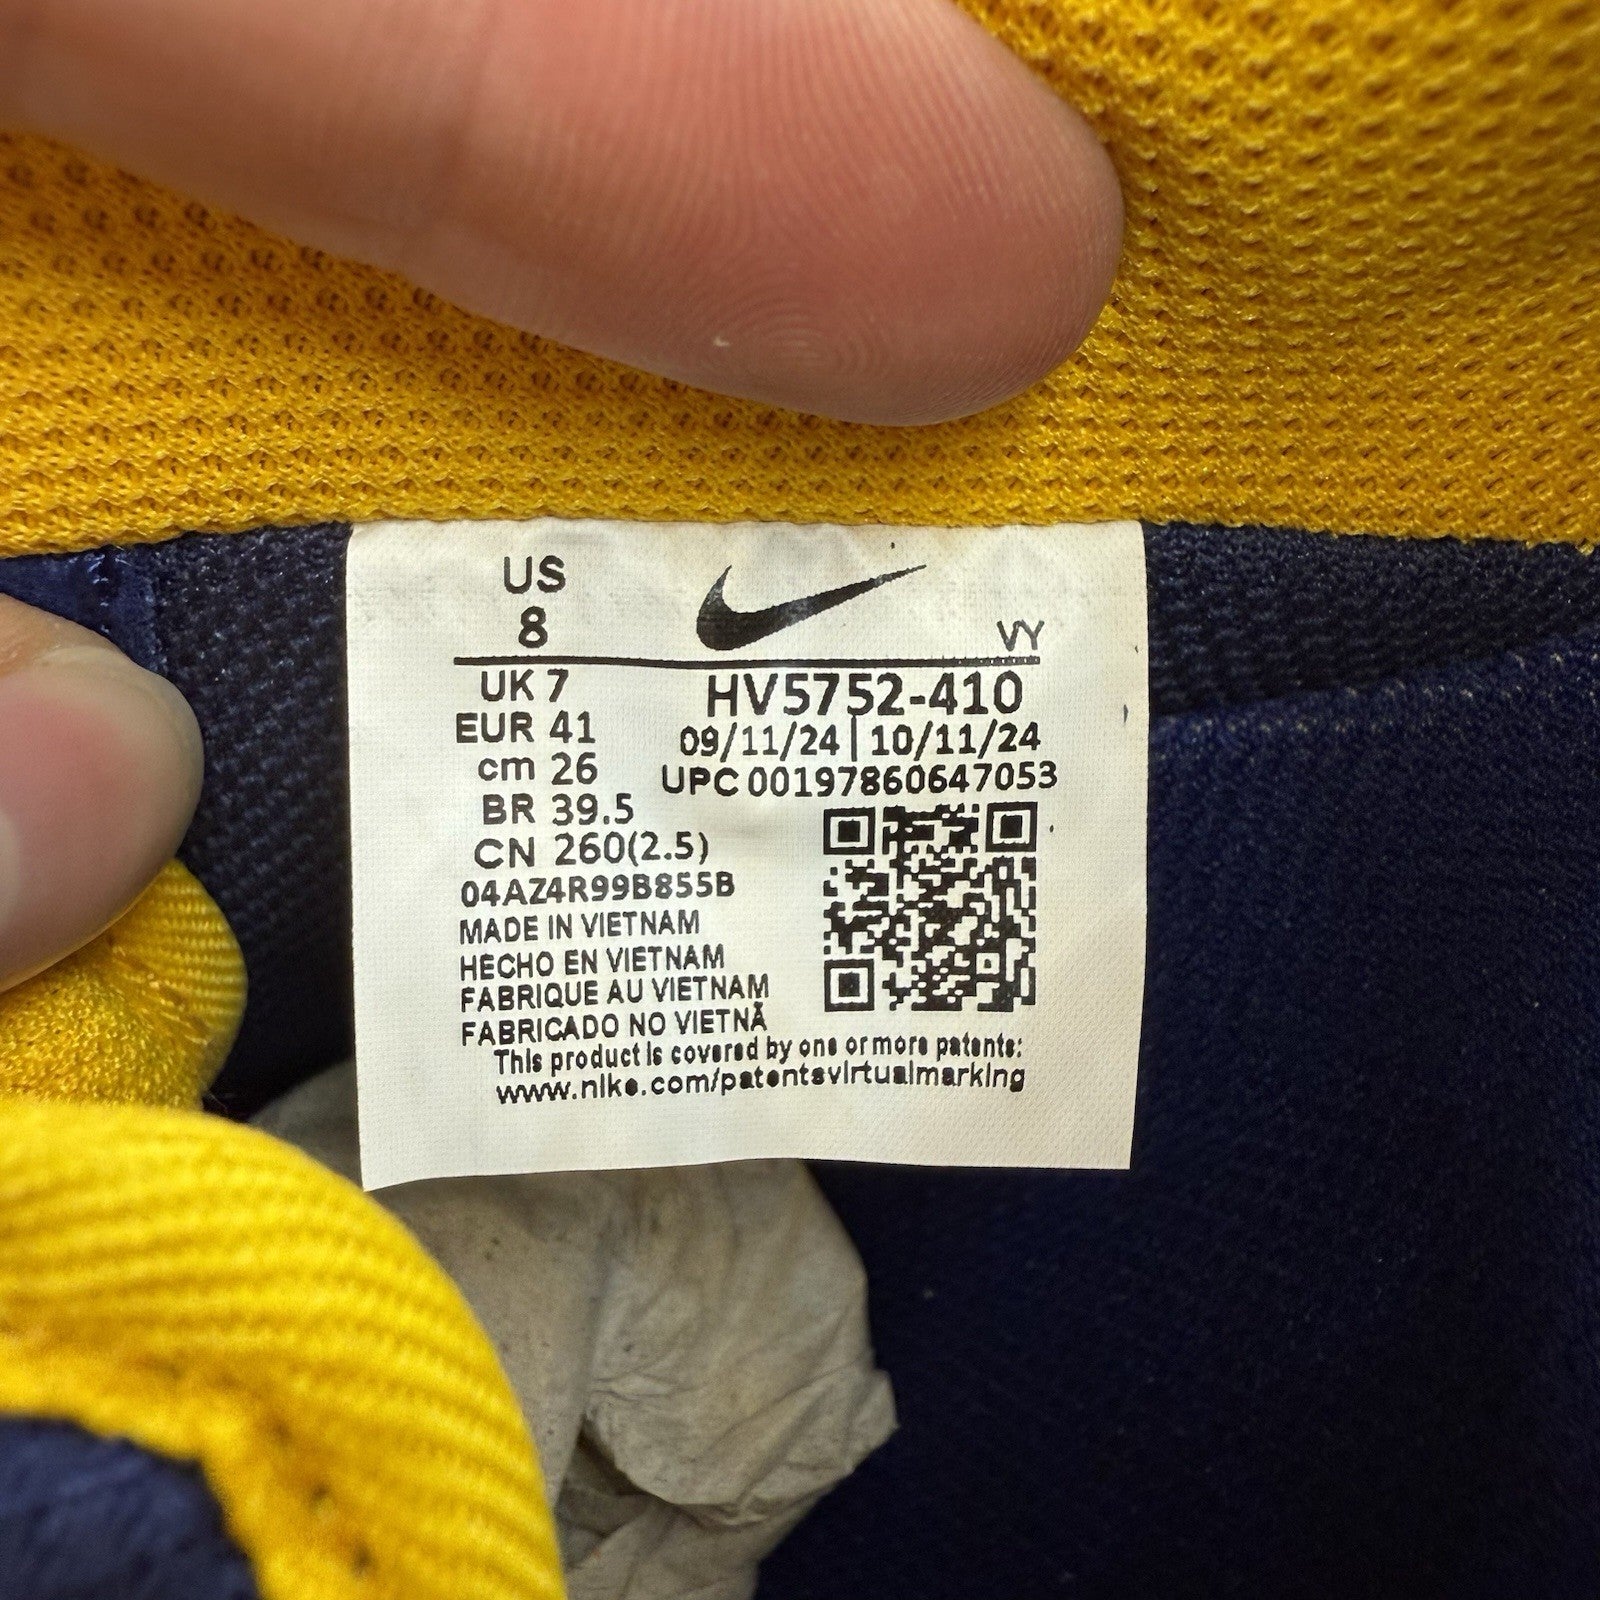 US
8
VY
UK 7
HV5752-410
EUR 41
09/11/24 | 10/11/24
cm 26
UPC 00197860647053
BR 39.5
CN 260(2.5)
04AZ4R99B855B
MADE IN VIETNAM
HECHO EN VIETNAM
FABRIQUE AU VIETNAM
FABRICADO NO VIETNÃ
This product is covered by one or more patents:
www.nike.com/patentsvirtualmarking